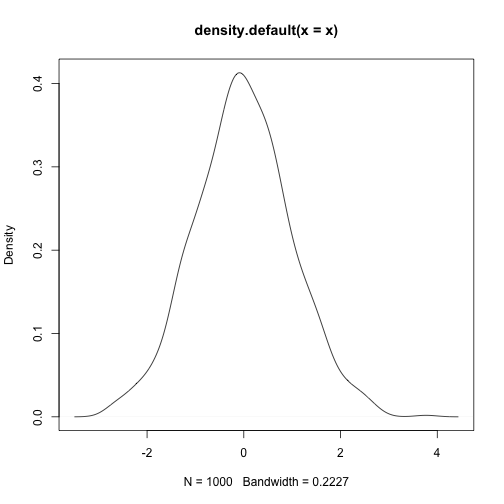 density.default(x = x)
Density
0.4
0.3
0.2
0.1
0.0
-2 0 2 4
N = 1000 Bandwidth = 0.2227